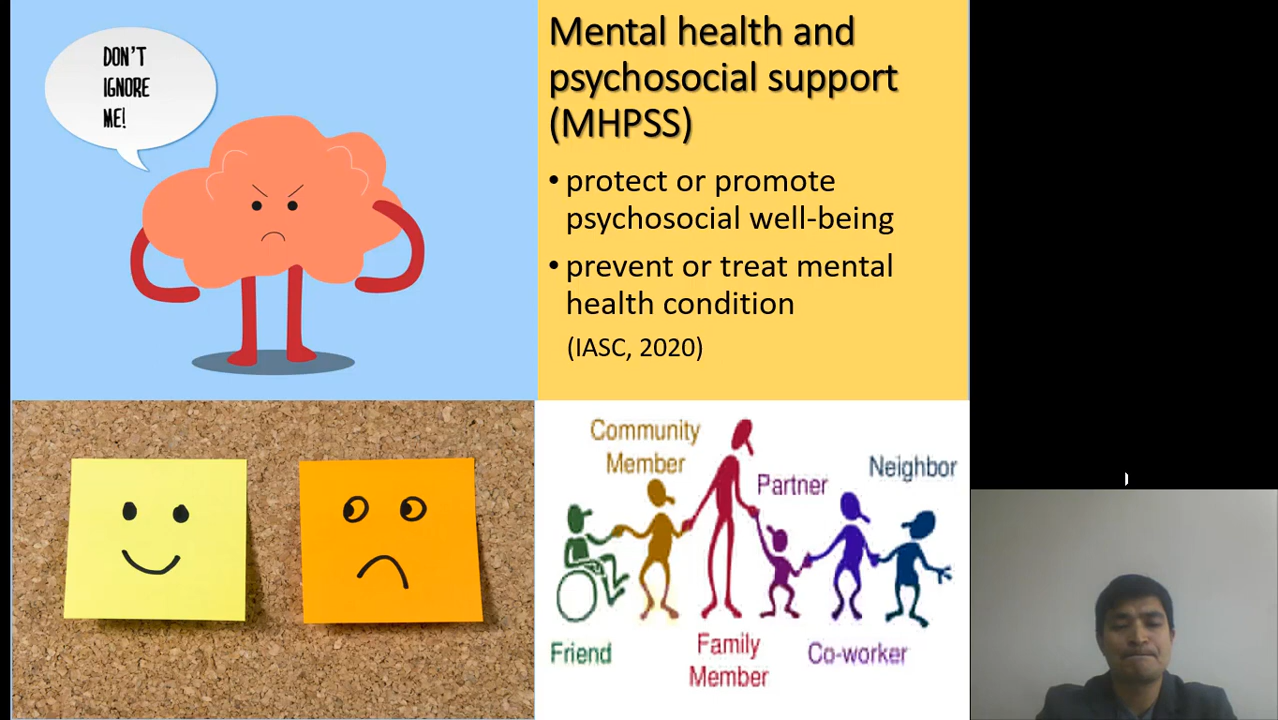 DON'T
IGNORE
ME!
Mental health and
psychosocial support
(MHPSS)
• protect or promote
psychosocial well-being
• prevent or treat mental
health condition
(IASC, 2020)
Community
Member
Partner
Neighbor
Friend
Family
Member
Co-worker